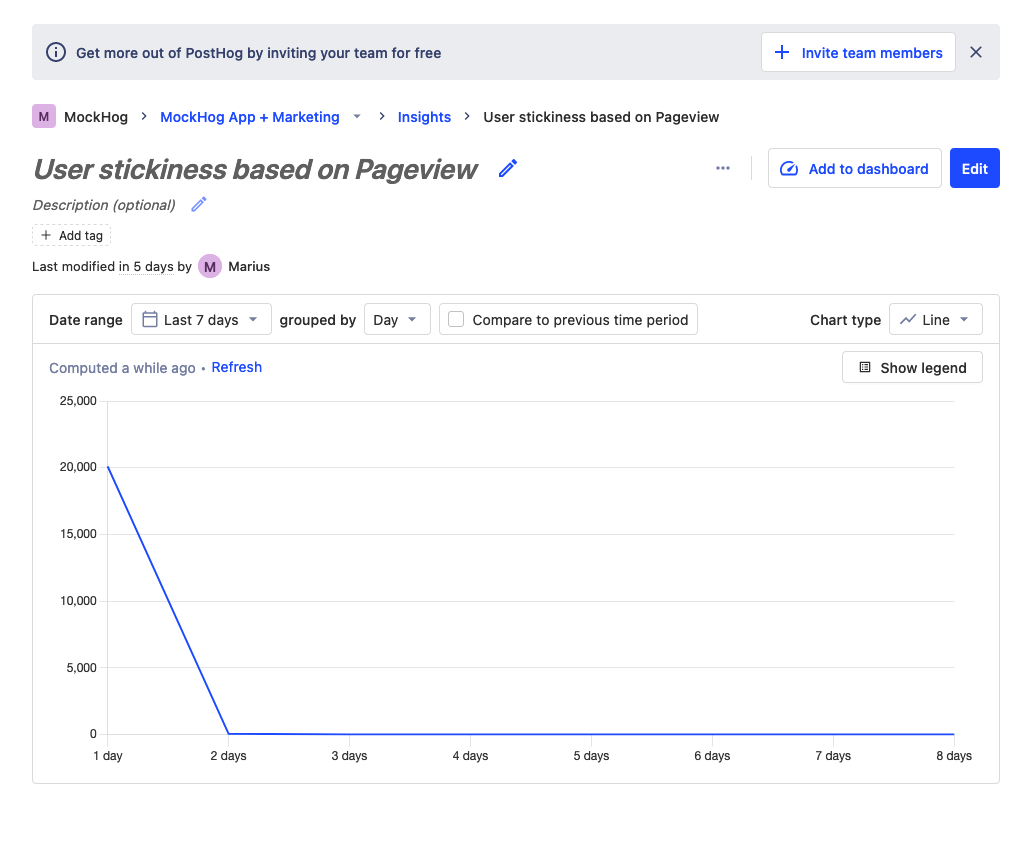 Get more out of PostHog by inviting your team for free
Invite team members
M MockHog > MockHog App + Marketing > Insights > User stickiness based on Pageview
User stickiness based on Pageview
Add to dashboard
Edit
Description (optional)
+ Add tag
Last modified in 5 days by M Marius
Date range Last 7 days grouped by Day Compare to previous time period Chart type Line
Computed a while ago • Refresh
Show legend
25,000
20,000
15,000
10,000
5,000
0
1 day 2 days 3 days 4 days 5 days 6 days 7 days 8 days